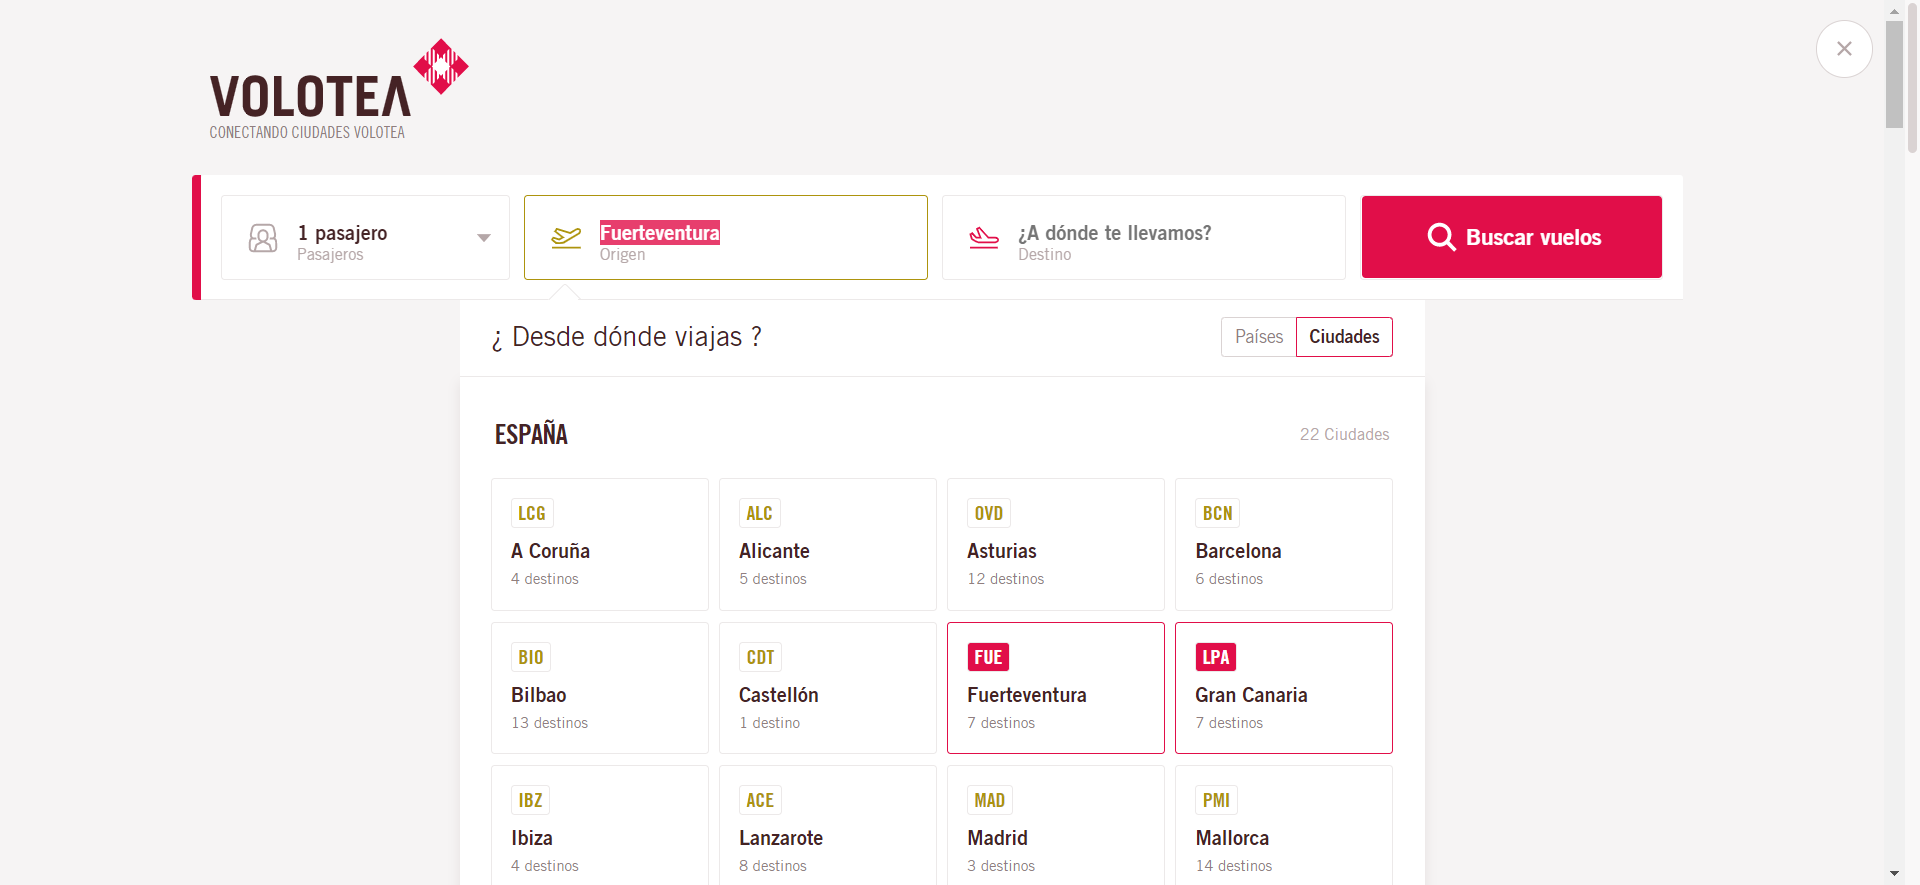 VOLOTEA
CONECTANDO CIUDADES VOLOTEA
1 pasajero
Pasajeros
Fuerteventura
Origen
¿A dónde te llevamos?
Destino
Buscar vuelos
¿ Desde dónde viajas ?
Países
Ciudades
ESPAÑA
22 Ciudades
LCG
A Coruña
4 destinos
ALC
Alicante
5 destinos
OVD
Asturias
12 destinos
BCN
Barcelona
6 destinos
BIO
Bilbao
13 destinos
CDT
Castellón
1 destino
FUE
Fuerteventura
7 destinos
LPA
Gran Canaria
7 destinos
IBZ
Ibiza
4 destinos
ACE
Lanzarote
8 destinos
MAD
Madrid
3 destinos
PMI
Mallorca
14 destinos